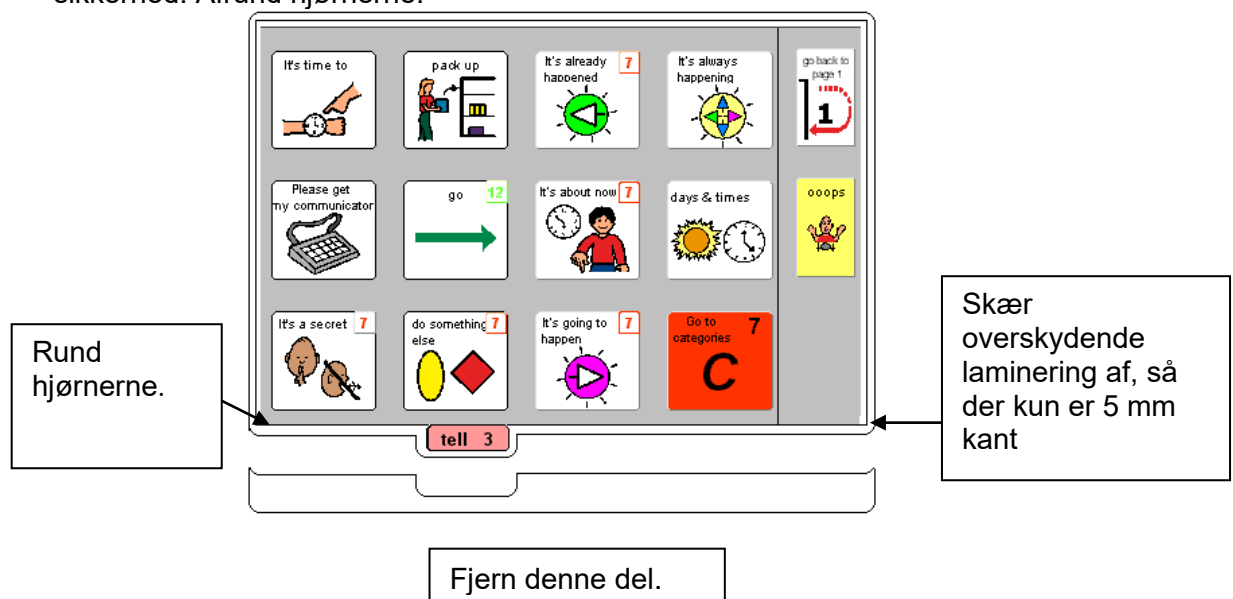 sikkerhed. Afrund hjørnerne.
It's time to
pack up
It's already
happened
7
It's always
happening
go back to
page 1
1
Please get
my communicator
go
12
It's about now
7
days & times
ooops
It's a secret
7
do something
else
7
It's going to
happen
7
Go to
categories
7
C
tell 3
Rund
hjørnerne.
Skær
overskydende
laminering af, så
der kun er 5 mm
kant
Fjern denne del.